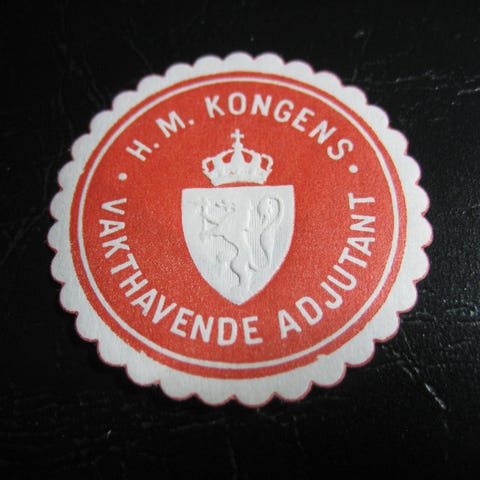 H. M. KONGENS
VAKTHAVENDE ADJUTANT